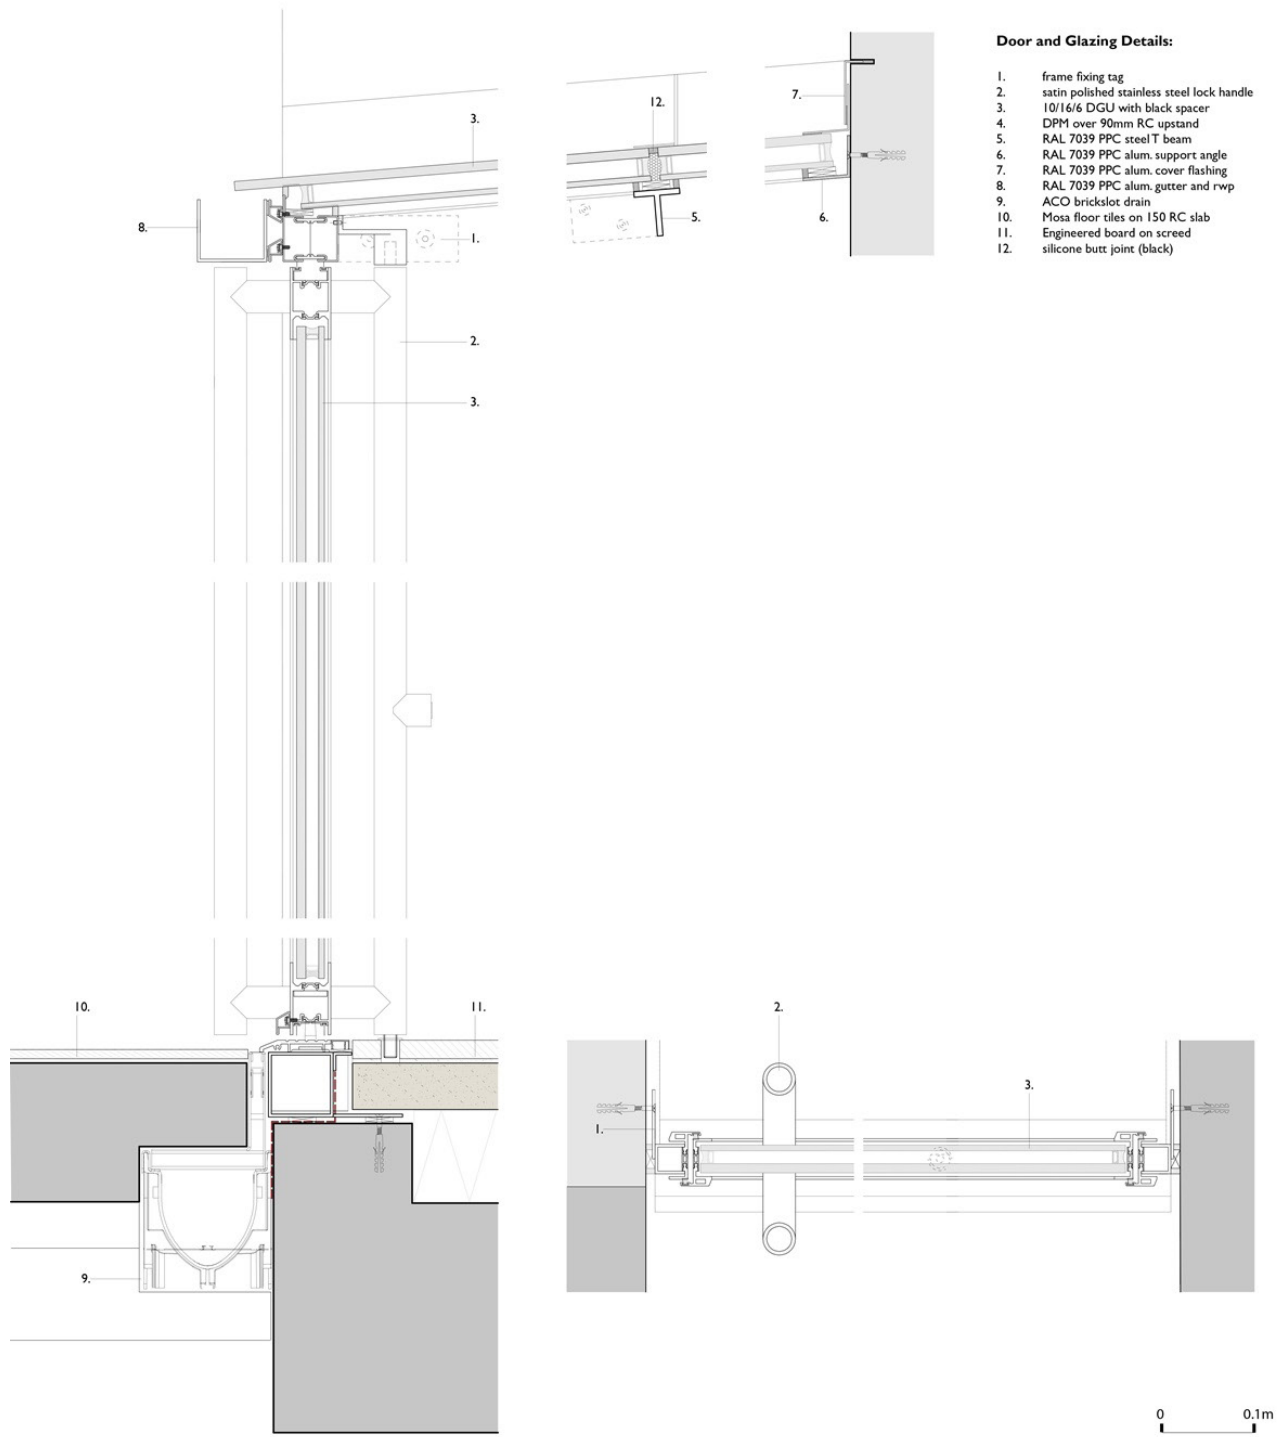 Door and Glazing Details:
1. frame fixing tag
2. satin polished stainless steel lock handle
3. 10/16/6 DGU with black spacer
4. DPM over 90mm RC upstand
5. RAL 7039 PPC steel T beam
6. RAL 7039 PPC alum. support angle
7. RAL 7039 PPC alum. cover flashing
8. RAL 7039 PPC alum. gutter and rwp
9. ACO brickslot drain
10. Mosa floor tiles on 150 RC slab
11. Engineered board on screed
12. silicone butt joint (black)
7.
12.
3.
5.
6.
8.
1.
2.
3.
10.
11.
2.
3.
1.
9.
0 0.1m